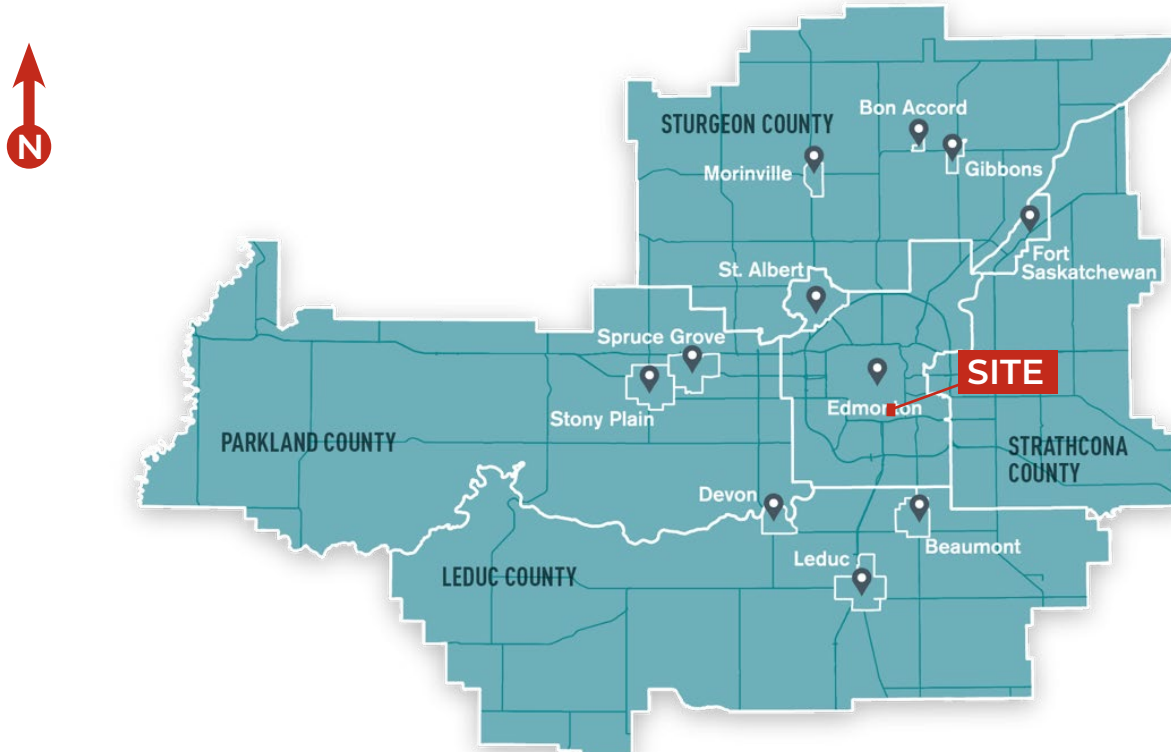 N
Bon Accord
STURGEON COUNTY
Morinville
Gibbons
Fort
Saskatchewan
St. Albert
Spruce Grove
SITE
Edmonton
Stony Plain
PARKLAND COUNTY
STRATHCONA
COUNTY
Devon
Beaumont
Leduc
LEDUC COUNTY